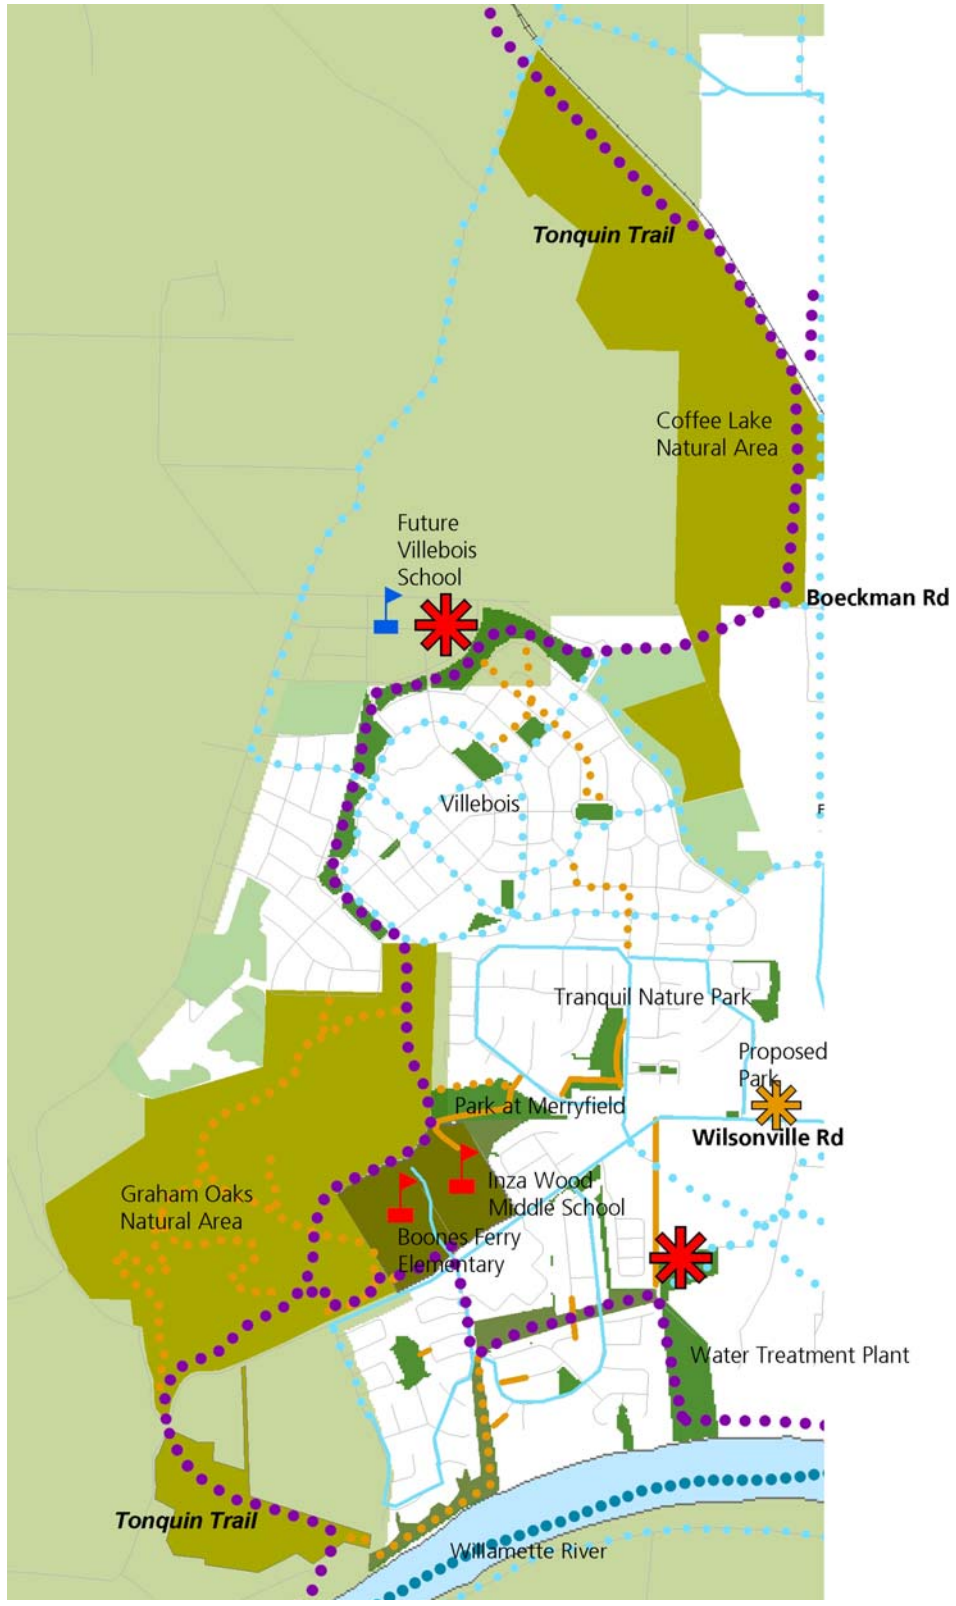 Tonquin Trail
Coffee Lake
Natural Area
Future
Villebois
School
Boeckman Rd
Villebois
F
Tranquil Nature Park
Proposed
Park
Park at Merryfield
Wilsonville Rd
Inza Wood
Middle School
Graham Oaks
Natural Area
Boones Ferry
Elementary
Water Treatment Plant
Tonquin Trail
Willamette River